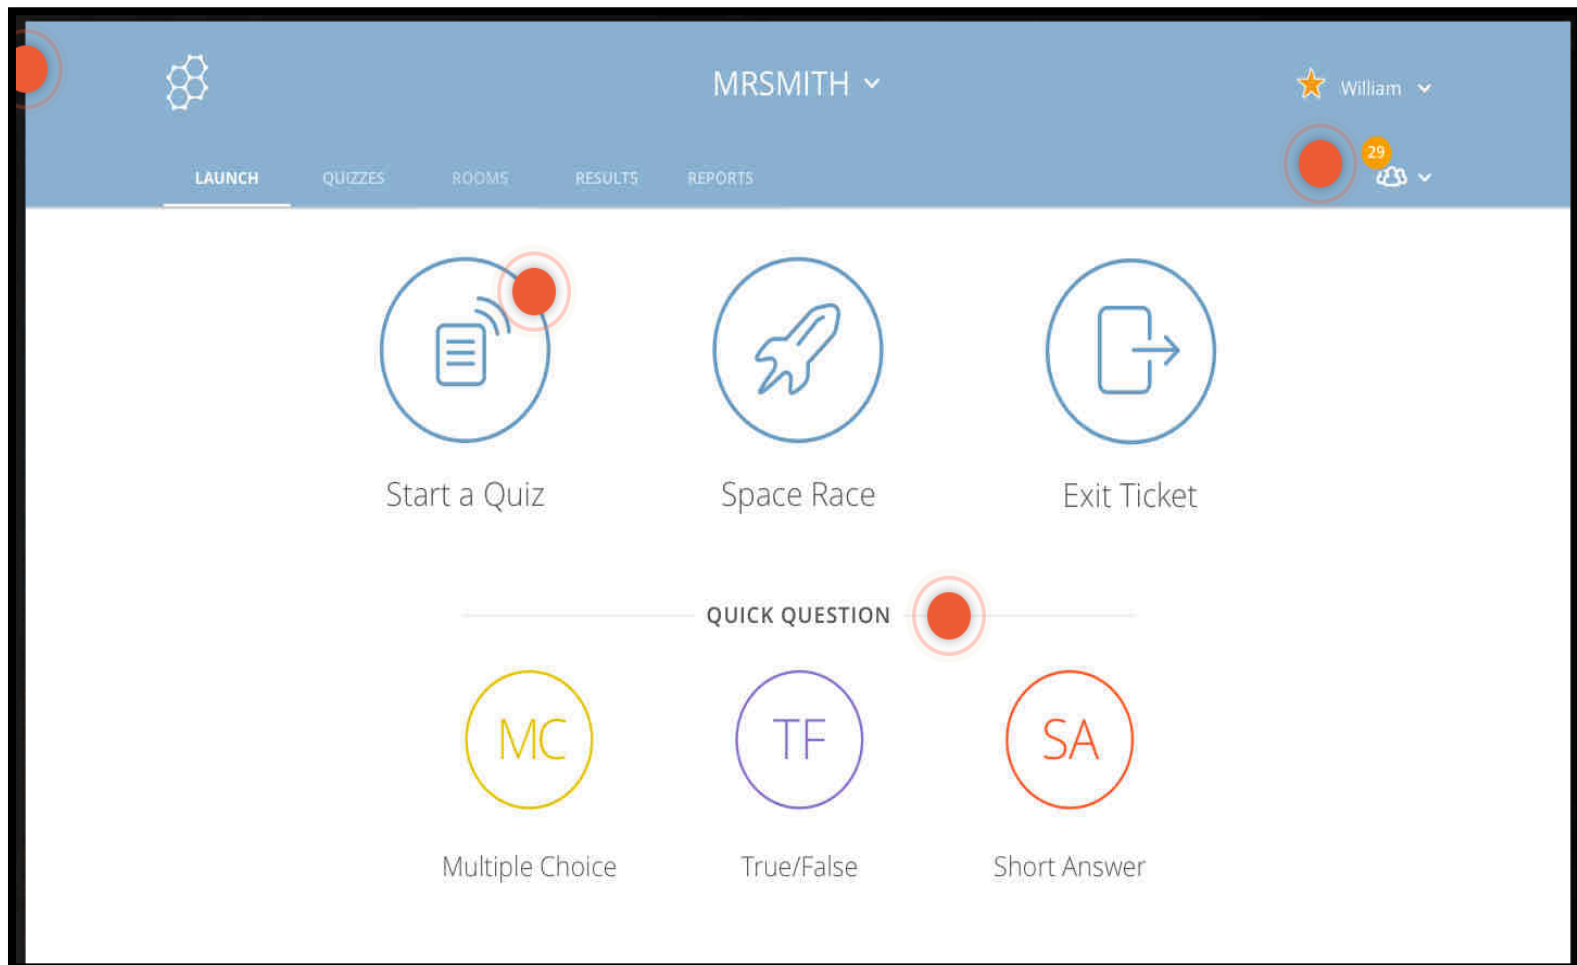 MRSMITH
William
29
LAUNCH QUIZZES ROOMS RESULTS REPORTS
Start a Quiz Space Race Exit Ticket
QUICK QUESTION
MC TF SA
Multiple Choice True/False Short Answer